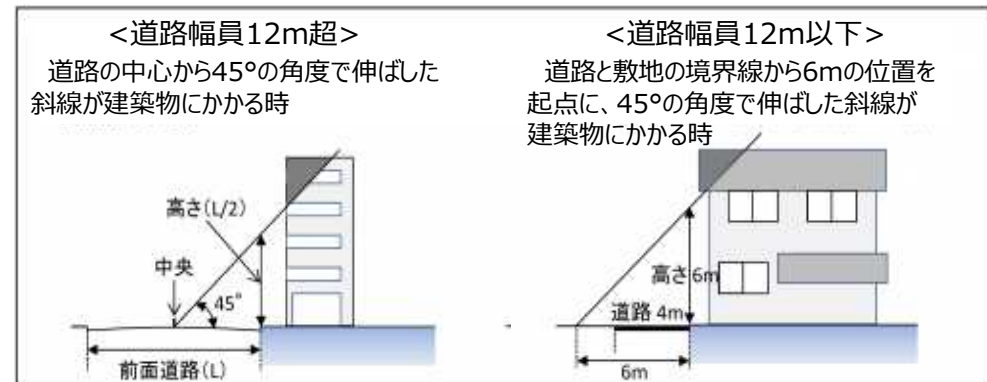 <道路幅員12m超>
道路の中心から45°の角度で伸ばした
斜線が建築物にかかる時
高さ(L/2)
中央
45°
前面道路(L)
<道路幅員12m以下>
道路と敷地の境界線から6mの位置を
起点に、45°の角度で伸ばした斜線が
建築物にかかる時
高さ6m
道路 4m
6m